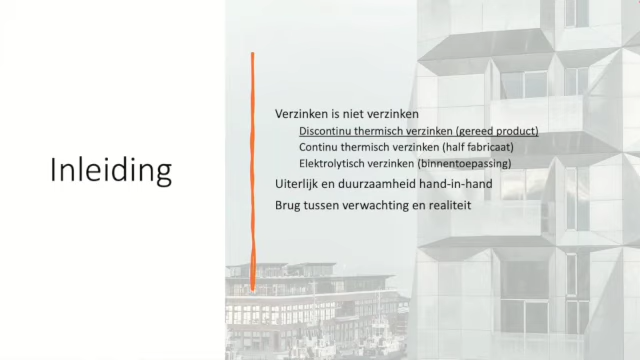 Inleiding
Verzinken is niet verzinken
Discontinu thermisch verzinken (gereed product)
Continu thermisch verzinken (half fabricaat)
Elektrolytisch verzinken (binnentoepassing)
Uiterlijk en duurzaamheid hand-in-hand
Brug tussen verwachting en realiteit